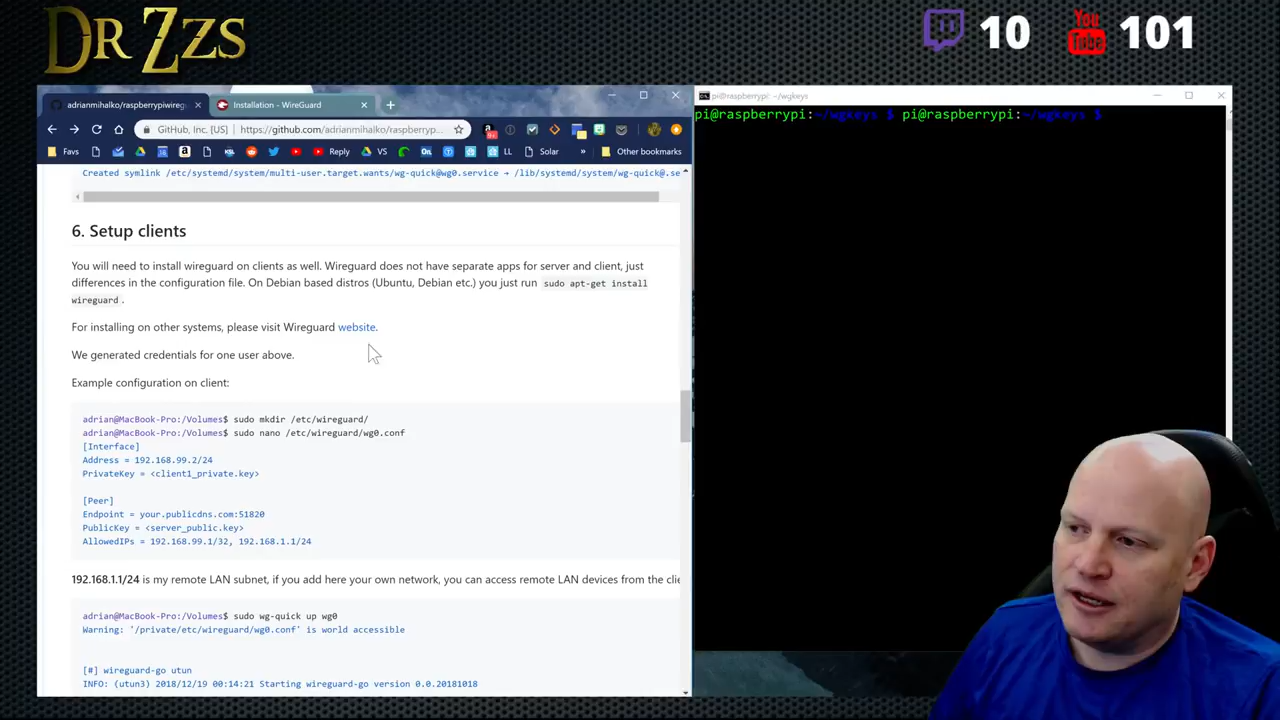 DR ZZS
10
You Tube
101
adrianmihalko/raspberrypiwireg
Installation - WireGuard
GitHub, Inc. [US]
https://github.com/adrianmihalko/raspberryp...
Favs
Reply
VS
LL
Solar
»
Other bookmarks
Created symlink /etc/systemd/system/multi-user.target.wants/wg-quick@wg0.service → /lib/systemd/system/wg-quick@.se
6. Setup clients
You will need to install wireguard on clients as well. Wireguard does not have separate apps for server and client, just
differences in the configuration file. On Debian based distros (Ubuntu, Debian etc.) you just run sudo apt-get install
wireguard .
For installing on other systems, please visit Wireguard website.
We generated credentials for one user above.
Example configuration on client:
adrian@MacBook-Pro:/Volumes$ sudo mkdir /etc/wireguard/
adrian@MacBook-Pro:/Volumes$ sudo nano /etc/wireguard/wg0.conf
[Interface]
Address = 192.168.99.2/24
PrivateKey = <client1_private.key>
[Peer]
Endpoint = your.publicdns.com:51820
PublicKey = <server_public.key>
AllowedIPs = 192.168.99.1/32, 192.168.1.1/24
192.168.1.1/24 is my remote LAN subnet, if you add here your own network, you can access remote LAN devices from the clie
adrian@MacBook-Pro:/Volumes$ sudo wg-quick up wg0
Warning: '/private/etc/wireguard/wg0.conf' is world accessible
[#] wireguard-go utun
INFO: (utun3) 2018/12/19 00:14:21 Starting wireguard-go version 0.0.20181018
pi@raspberrypi: ~/wgkeys
pi@raspberrypi:~/wgkeys $ pi@raspberrypi:~/wgkeys $